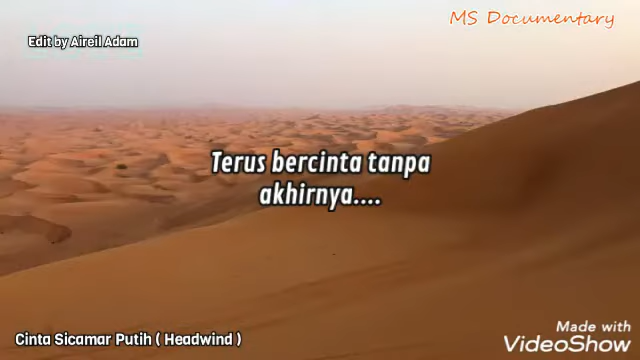 MS Documentary
Edit by Aireil Adam
Terus bercinta tanpa
akhirnya....
Cinta Sicamar Putih ( Headwind )
Made with
VideoShow